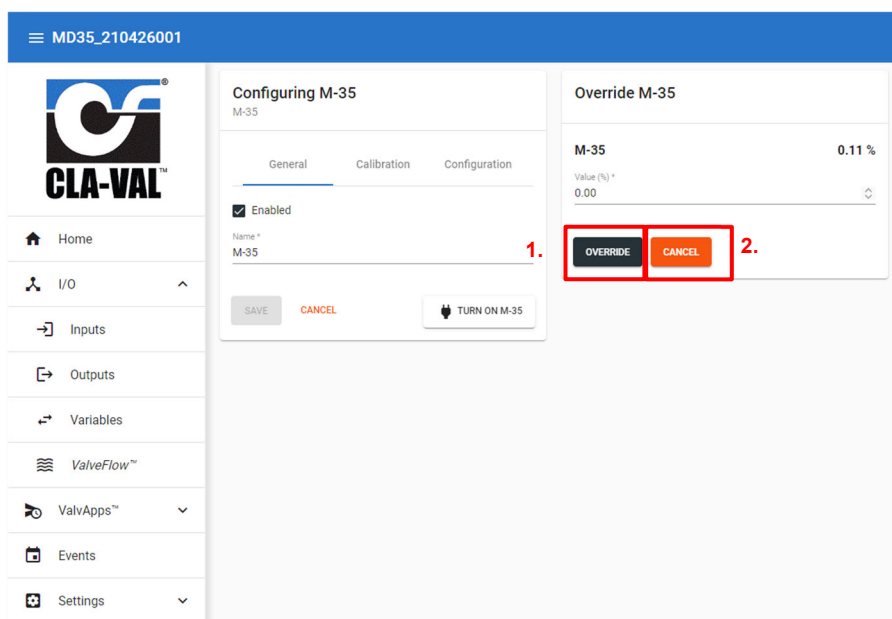 MD35_210426001
®
CLA-VAL™
Home
I/O
Inputs
Outputs
Variables
ValveFlow™
ValvApps™
Events
Settings
Configuring M-35
M-35
General Calibration Configuration
Enabled
Name *
M-35
SAVE CANCEL TURN ON M-35
Override M-35
M-35 0.11 %
Value (%) *
0.00
1. OVERRIDE CANCEL 2.